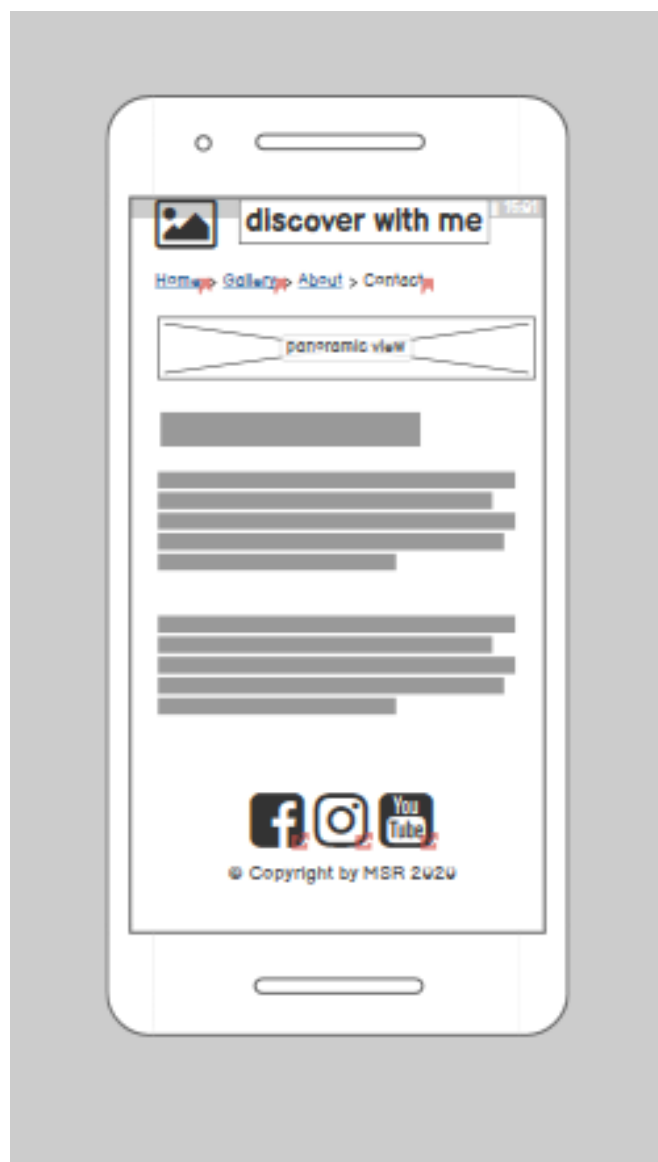 discover with me
Home > Gallery > About > Contact
panoramic view
You
Tube
© Copyright by MSR 2020